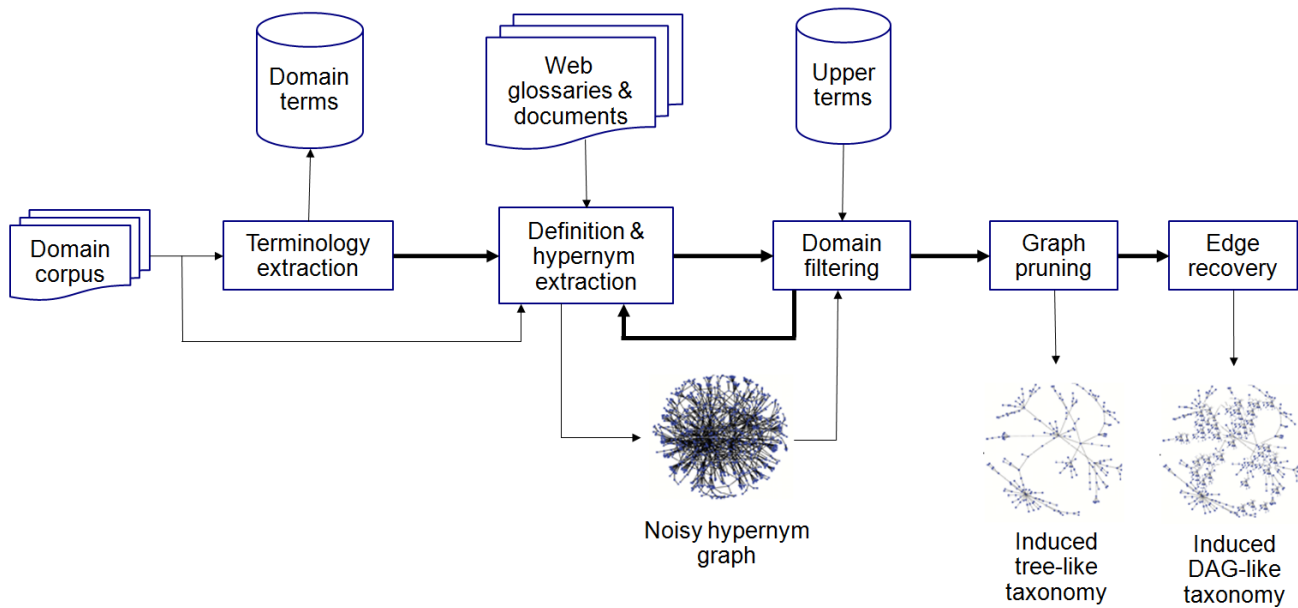 Domain
terms
Web
glossaries &
documents
Upper
terms
Domain
corpus
Terminology
extraction
Definition &
hypernym
extraction
Domain
filtering
Graph
pruning
Edge
recovery
Noisy hypernym
graph
Induced
tree-like
taxonomy
Induced
DAG-like
taxonomy